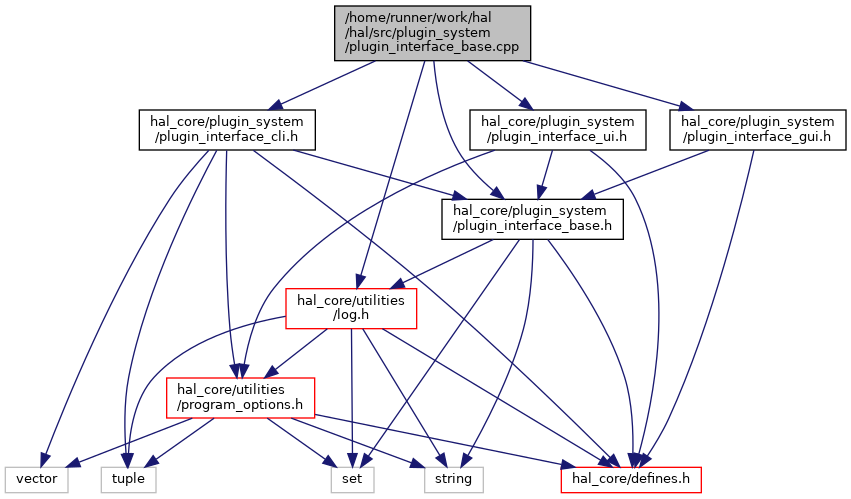 /home/runner/work/hal
/hal/src/plugin_system
/plugin_interface_base.cpp
hal_core/plugin_system
/plugin_interface_cli.h
hal_core/plugin_system
/plugin_interface_ui.h
hal_core/plugin_system
/plugin_interface_gui.h
hal_core/plugin_system
/plugin_interface_base.h
hal_core/utilities
/log.h
hal_core/utilities
/program_options.h
vector
tuple
set
string
hal_core/defines.h